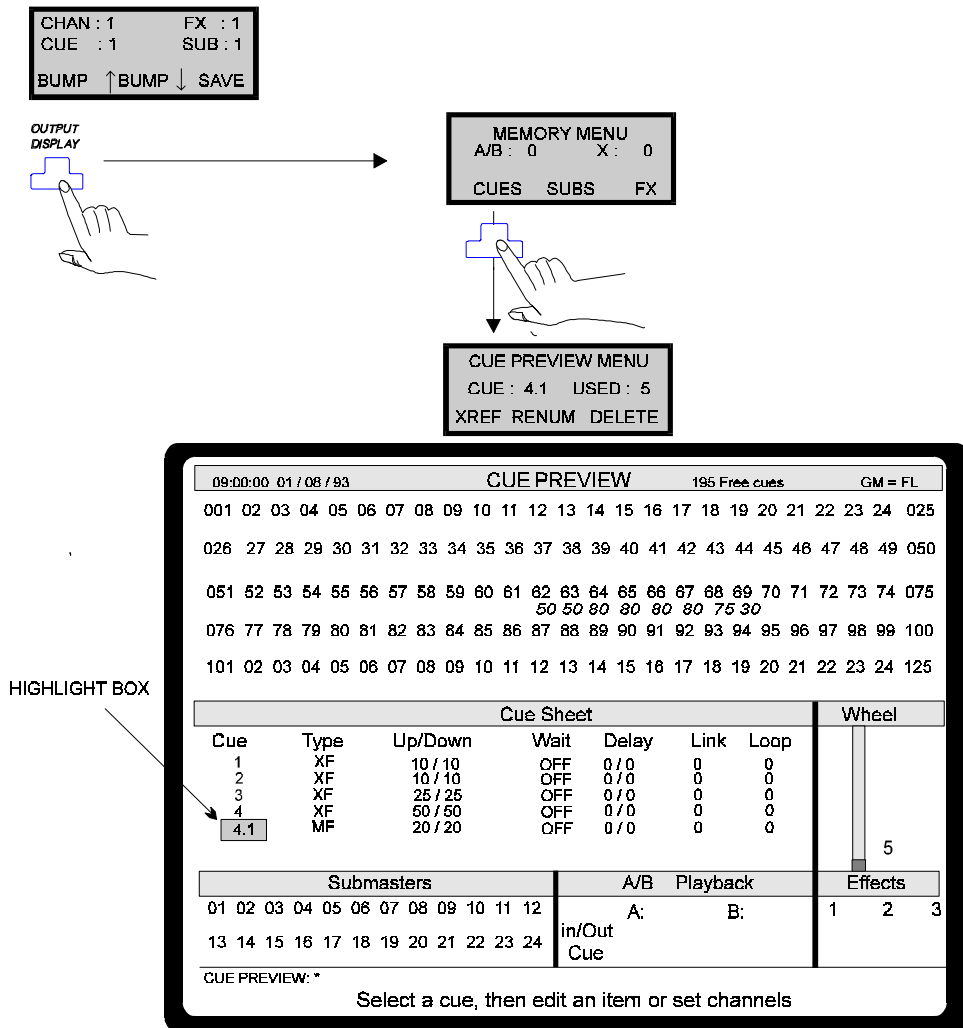 CHAN : 1 FX : 1
CUE : 1 SUB : 1
BUMP ↑ BUMP ↓ SAVE
OUTPUT
DISPLAY
MEMORY MENU
A/B : 0 X : 0
CUES SUBS FX
CUE PREVIEW MENU
CUE : 4.1 USED : 5
XREF RENUM DELETE
09:00:00 01 / 08 / 93 CUE PREVIEW 195 Free cues GM = FL
001 02 03 04 05 06 07 08 09 10 11 12 13 14 15 16 17 18 19 20 21 22 23 24 025
026 27 28 29 30 31 32 33 34 35 36 37 38 39 40 41 42 43 44 45 46 47 48 49 050
051 52 53 54 55 56 57 58 59 60 61 62 63 64 65 66 67 68 69 70 71 72 73 74 075
50 50 80 80 80 80 75 30
076 77 78 79 80 81 82 83 84 85 86 87 88 89 90 91 92 93 94 95 96 97 98 99 100
101 02 03 04 05 06 07 08 09 10 11 12 13 14 15 16 17 18 19 20 21 22 23 24 125
HIGHLIGHT BOX
Cue Sheet Wheel
Cue Type Up/Down Wait Delay Link Loop
1 XF 10 / 10 OFF 0 / 0 0 0
2 XF 10 / 10 OFF 0 / 0 0 0
3 XF 25 / 25 OFF 0 / 0 0 0
4 XF 50 / 50 OFF 0 / 0 0 0
4.1 MF 20 / 20 OFF 0 / 0 0 0
5
Submasters A/B Playback Effects
01 02 03 04 05 06 07 08 09 10 11 12 A: B: 1 2 3
in/Out
13 14 15 16 17 18 19 20 21 22 23 24 Cue
CUE PREVIEW: *
Select a cue, then edit an item or set channels